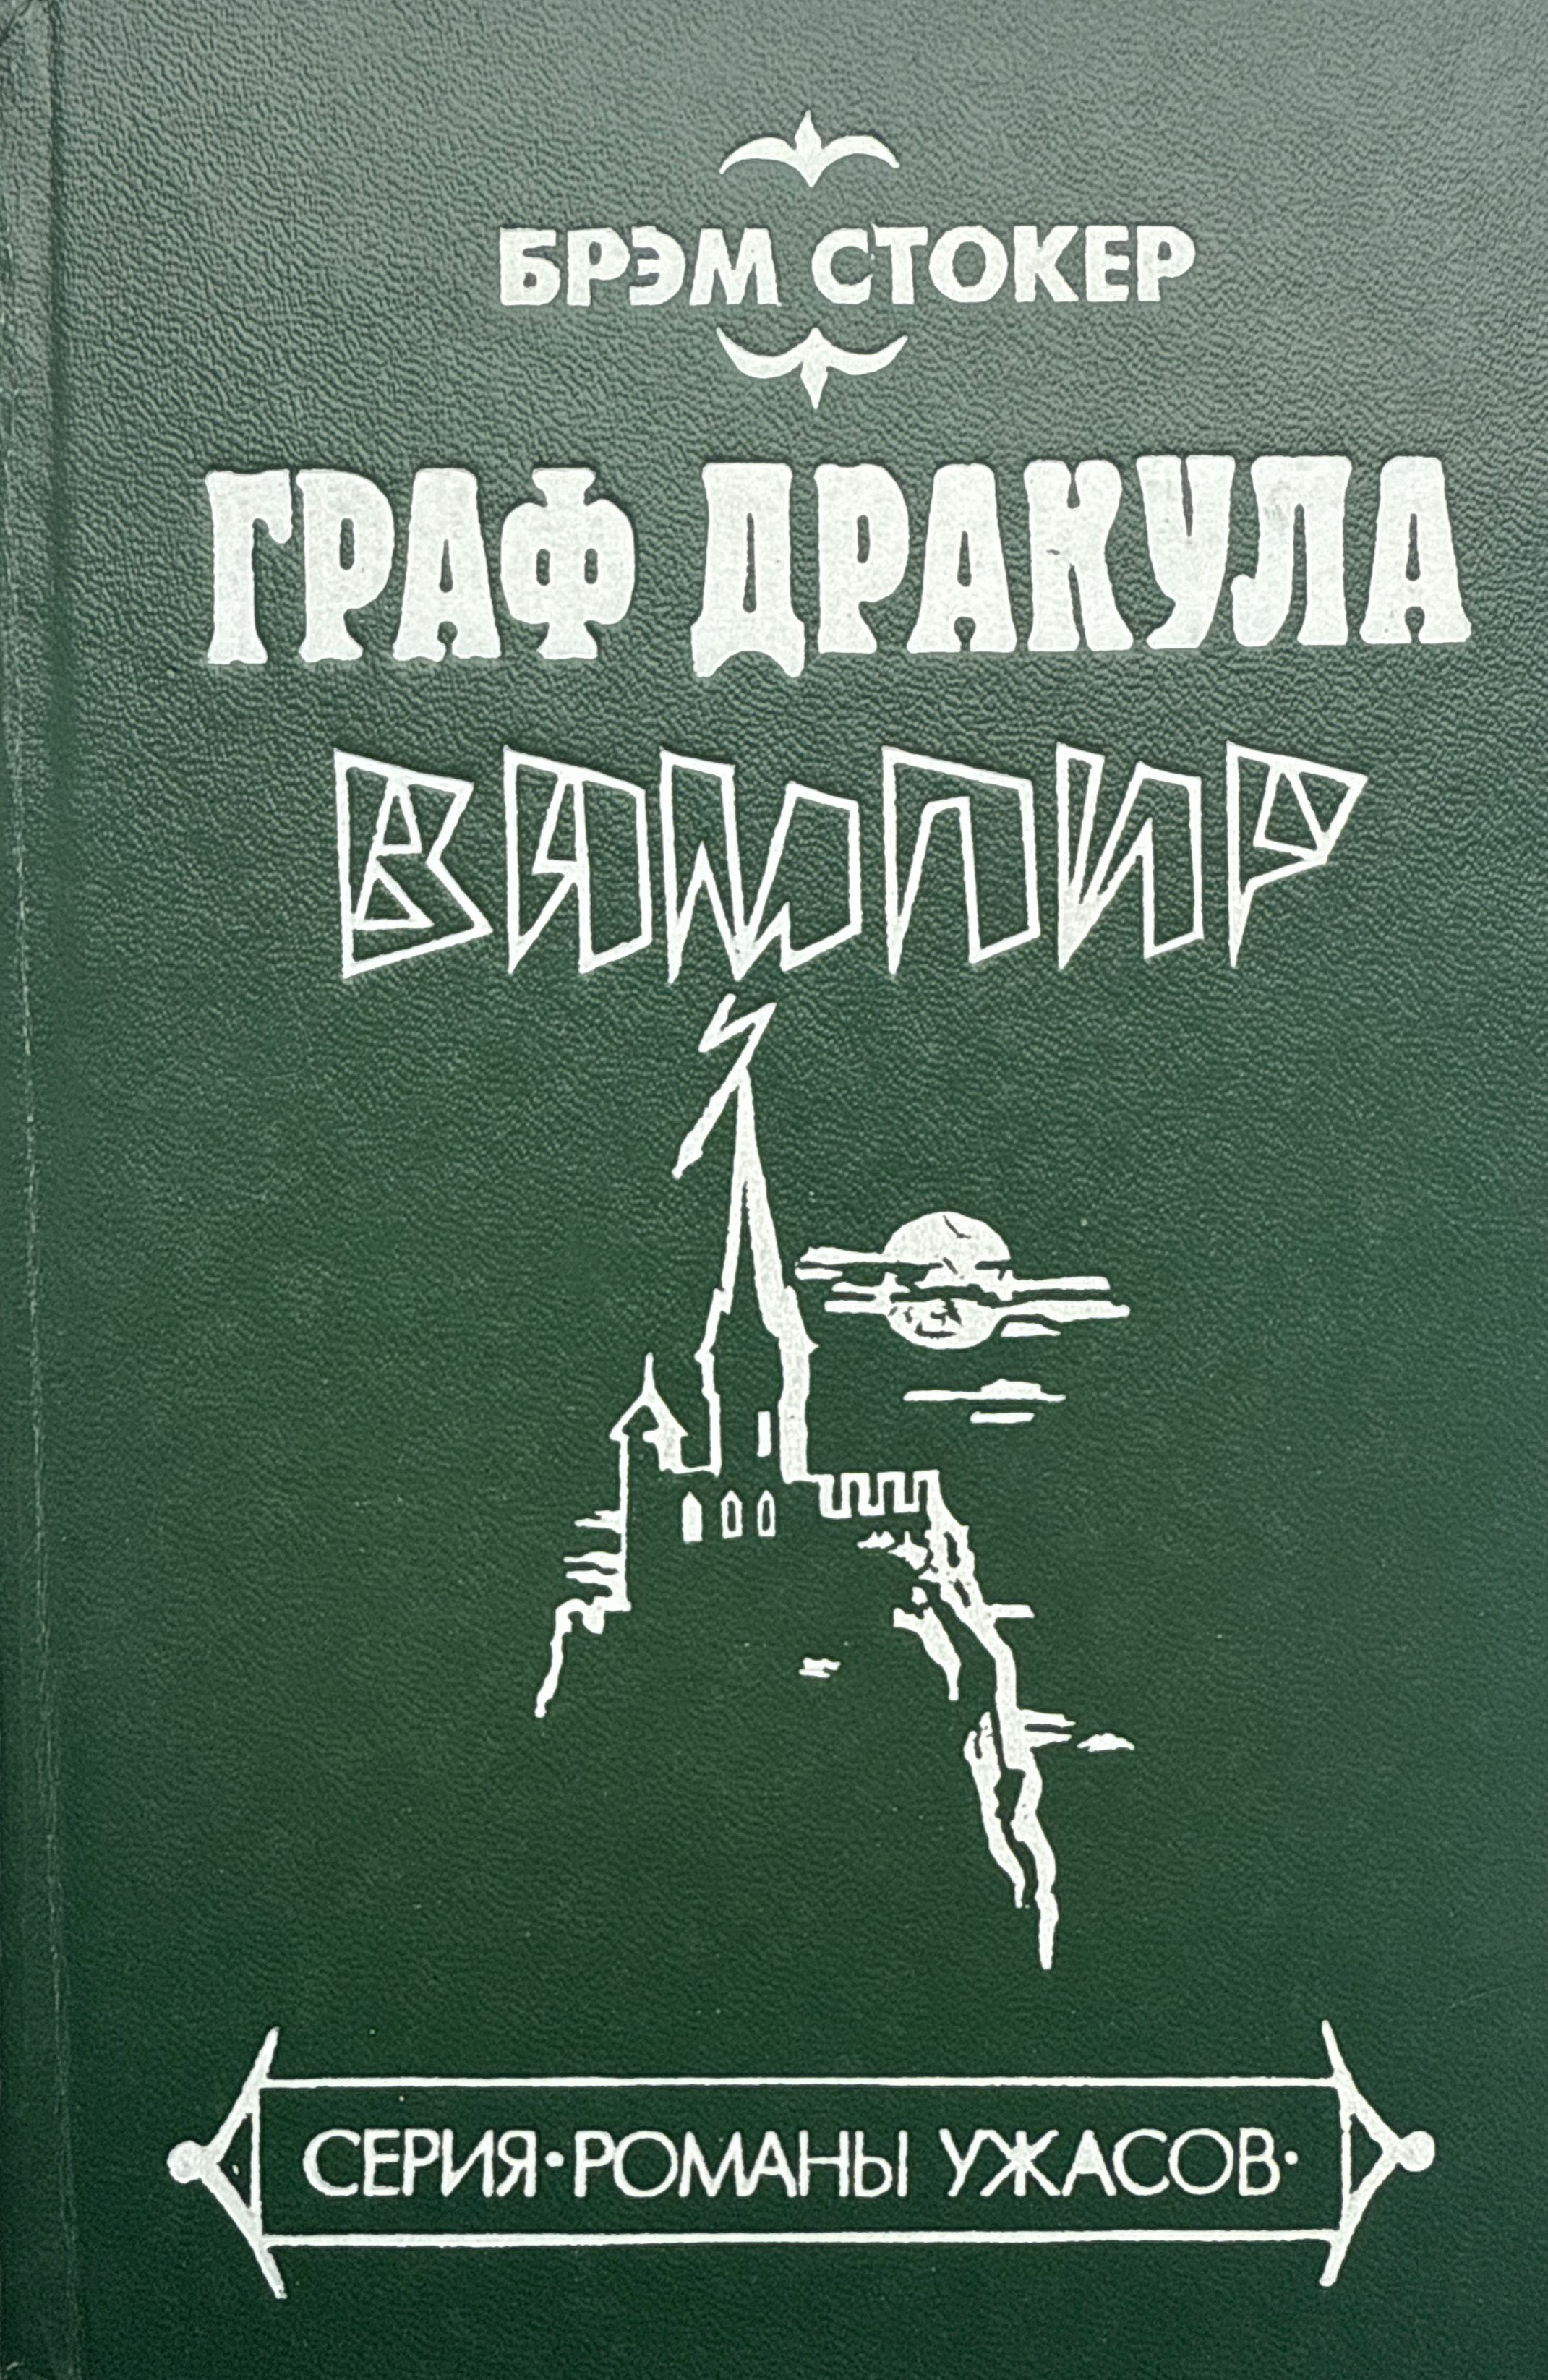 БРЭМ СТОКЕР
ГРАФ ДРАКУЛА
ВАМПИР
СЕРИЯ•РОМАНЫ УЖАСОВ•